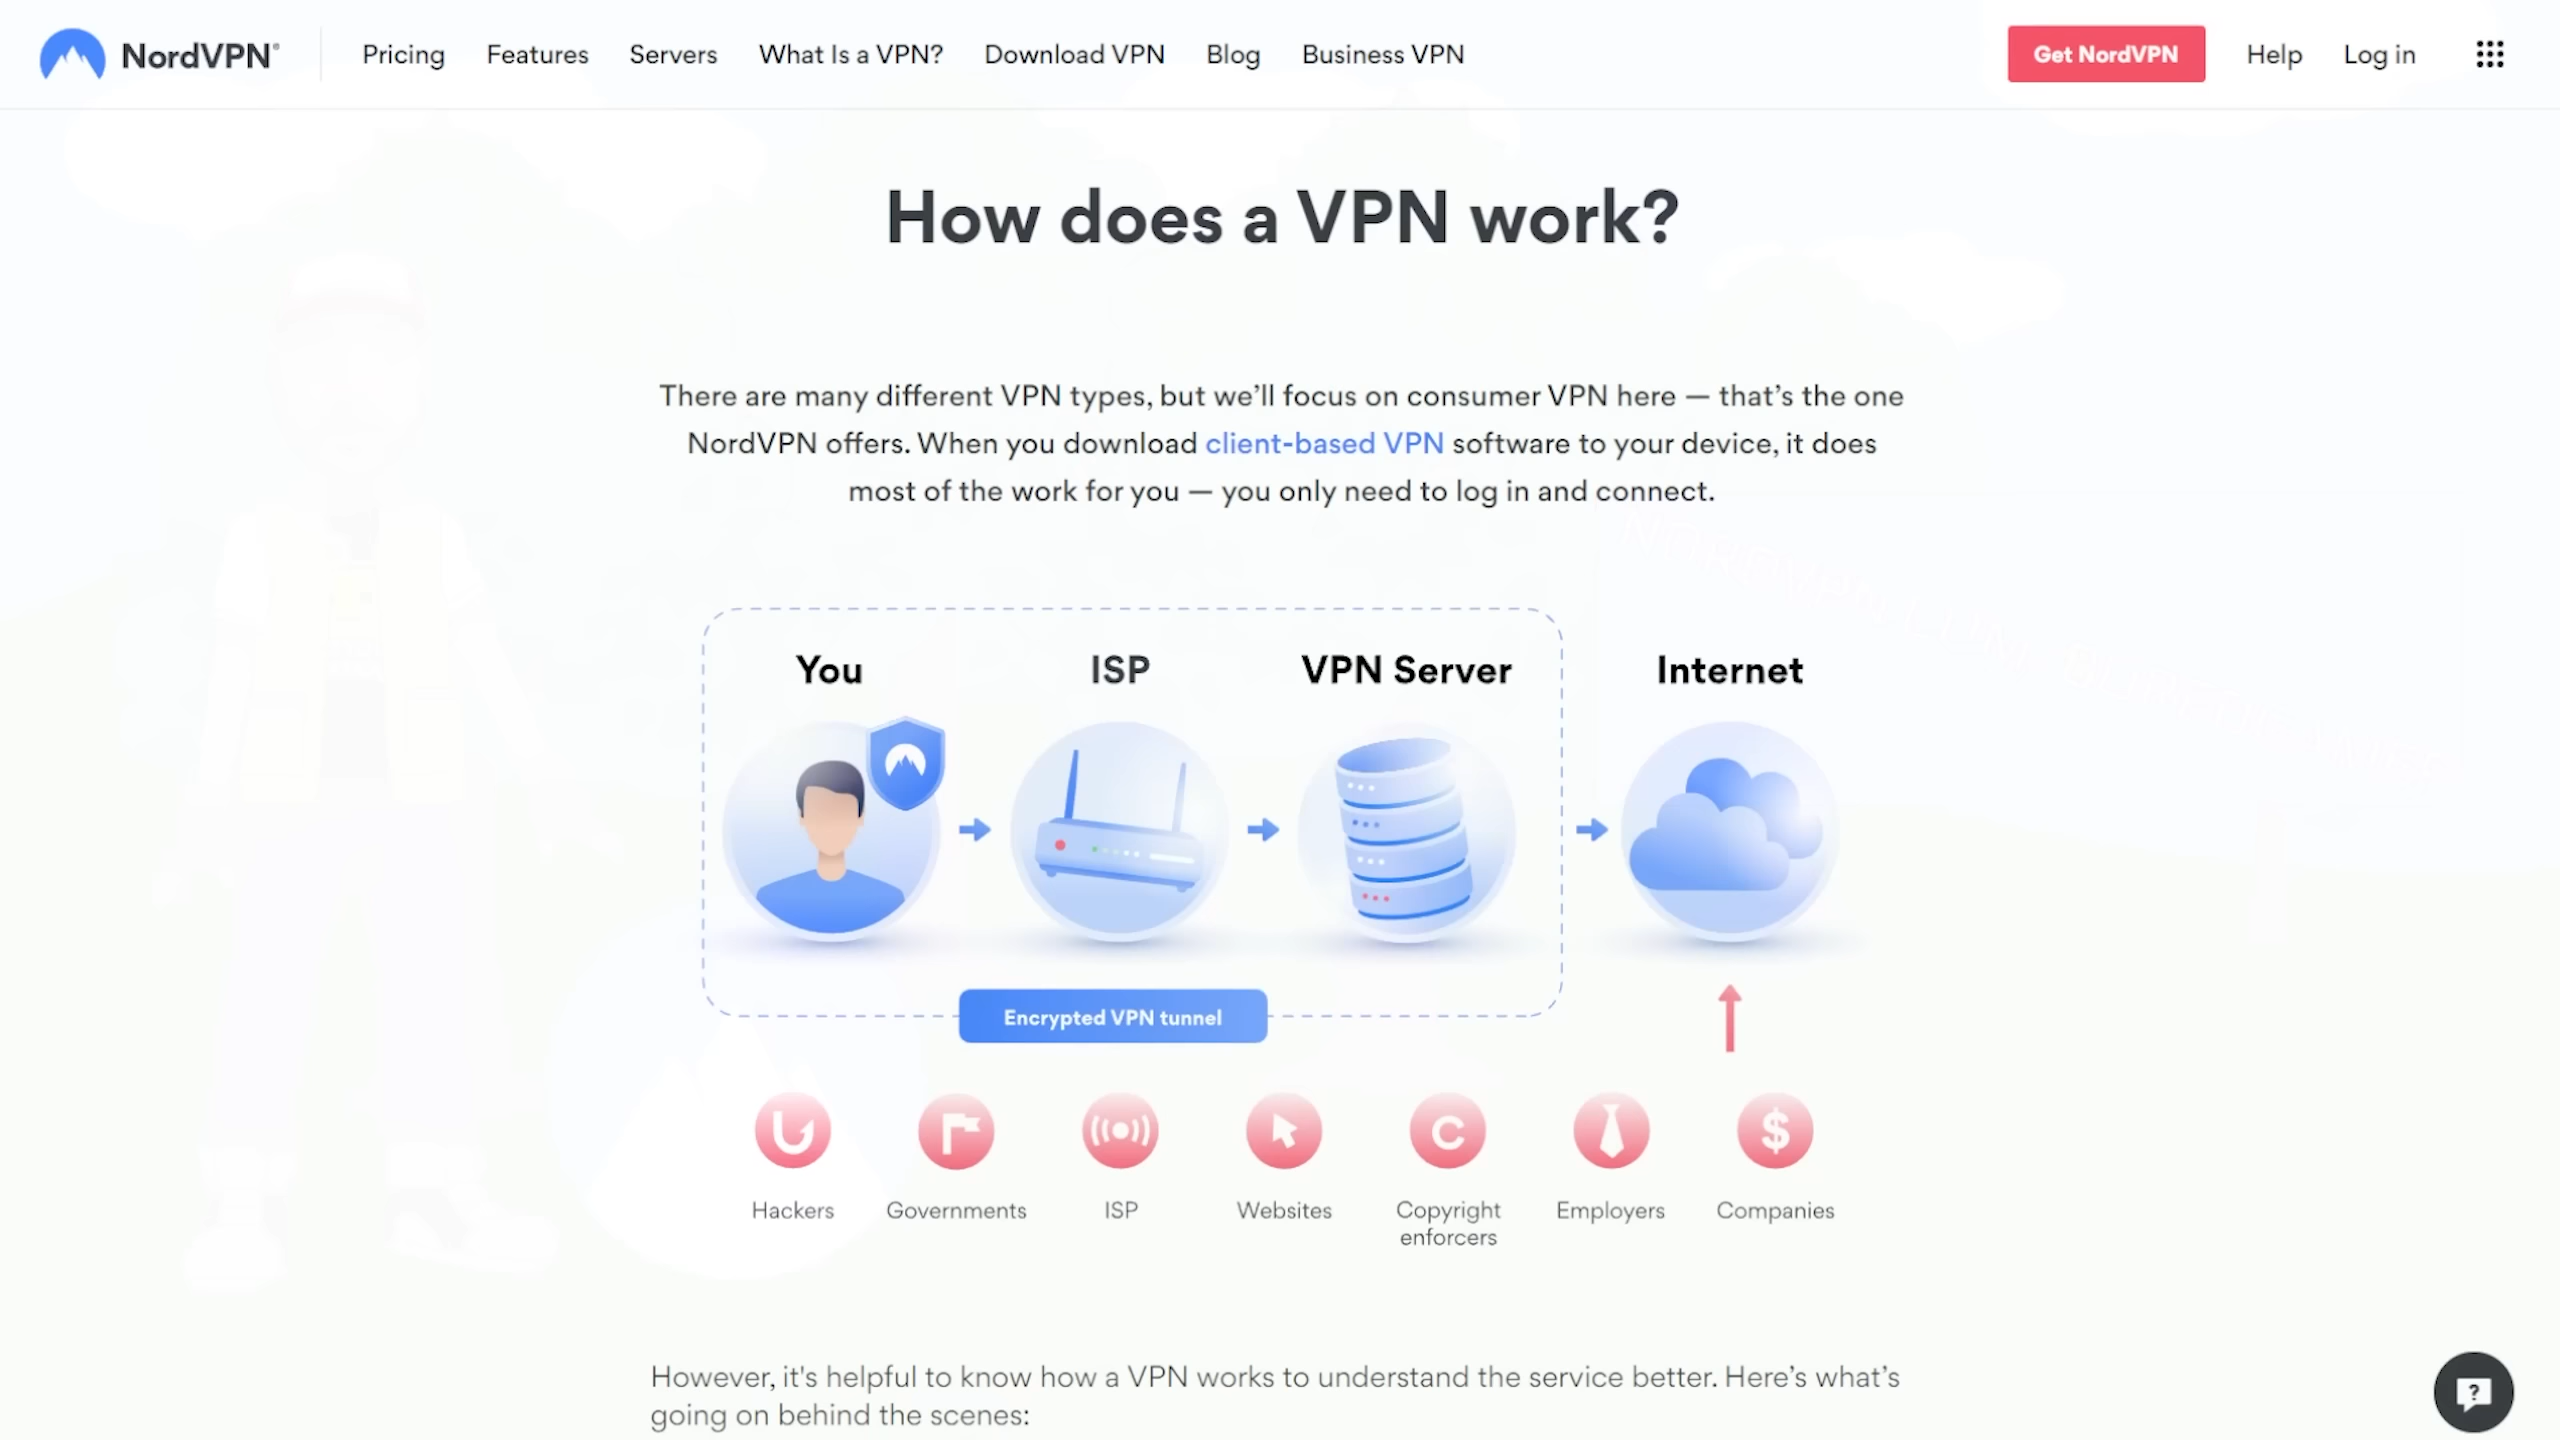 NordVPN®
Pricing
Features
Servers
What Is a VPN?
Download VPN
Blog
Business VPN
Get NordVPN
Help
Log in
How does a VPN work?
There are many different VPN types, but we’ll focus on consumer VPN here — that’s the one
NordVPN offers. When you download client-based VPN software to your device, it does
most of the work for you — you only need to log in and connect.
You
ISP
VPN Server
Internet
Encrypted VPN tunnel
Hackers
Governments
ISP
Websites
Copyright
enforcers
Employers
Companies
However, it's helpful to know how a VPN works to understand the service better. Here’s what’s
going on behind the scenes: